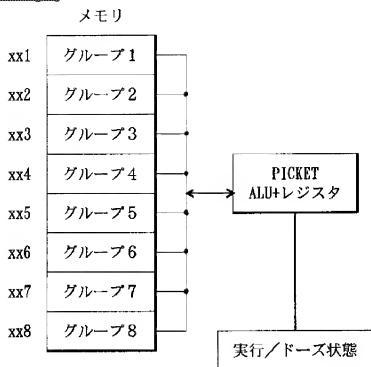 メモリ
xx1 グループ1
xx2 グループ2
xx3 グループ3
xx4 グループ4
xx5 グループ5
xx6 グループ6
xx7 グループ7
xx8 グループ8
PICKET
ALU+レジスタ
実行／ドーズ状態